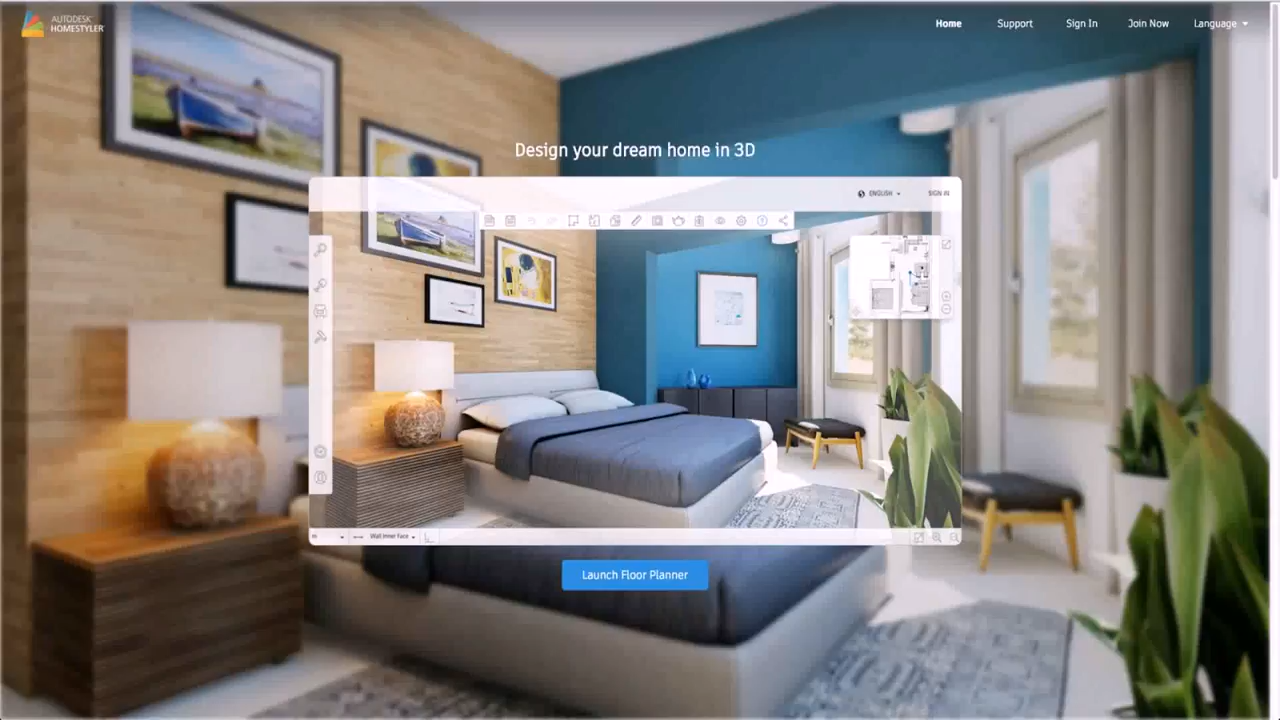 AUTODESK
HOMESTYLER
Home
Support
Sign In
Join Now
Language
Design your dream home in 3D
ENGLISH
SIGN IN
m
Wall Inner Face
Launch Floor Planner